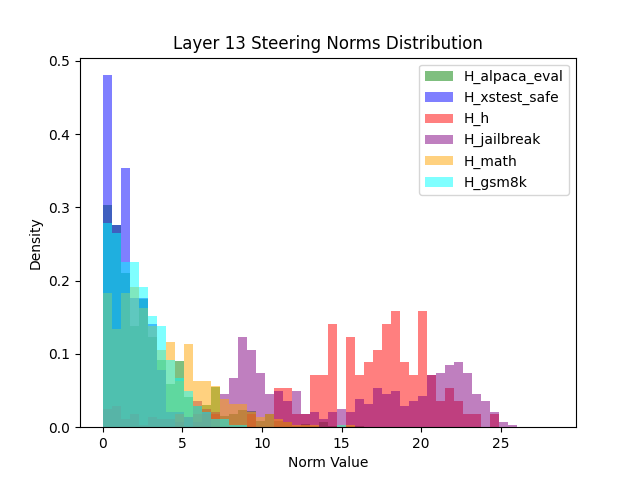 Layer 13 Steering Norms Distribution
0.5
0.4
0.3
0.2
0.1
0.0
Density
H_alpaca_eval
H_xstest_safe
H_h
H_jailbreak
H_math
H_gsm8k
0 5 10 15 20 25
Norm Value